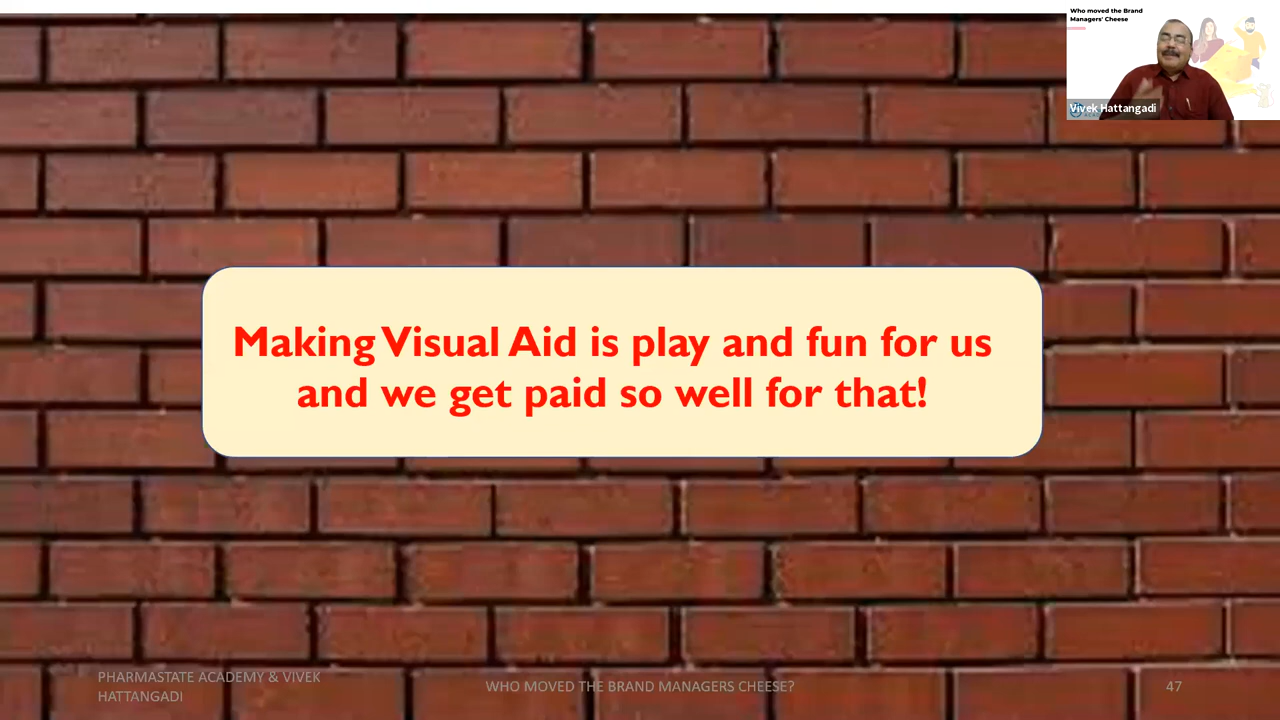 Who moved the Brand
Managers' Cheese
Vivek Hattangadi
Making Visual Aid is play and fun for us
and we get paid so well for that!
PHARMASTATE ACADEMY & VIVEK
HATTANGADI
WHO MOVED THE BRAND MANAGERS CHEESE?
47